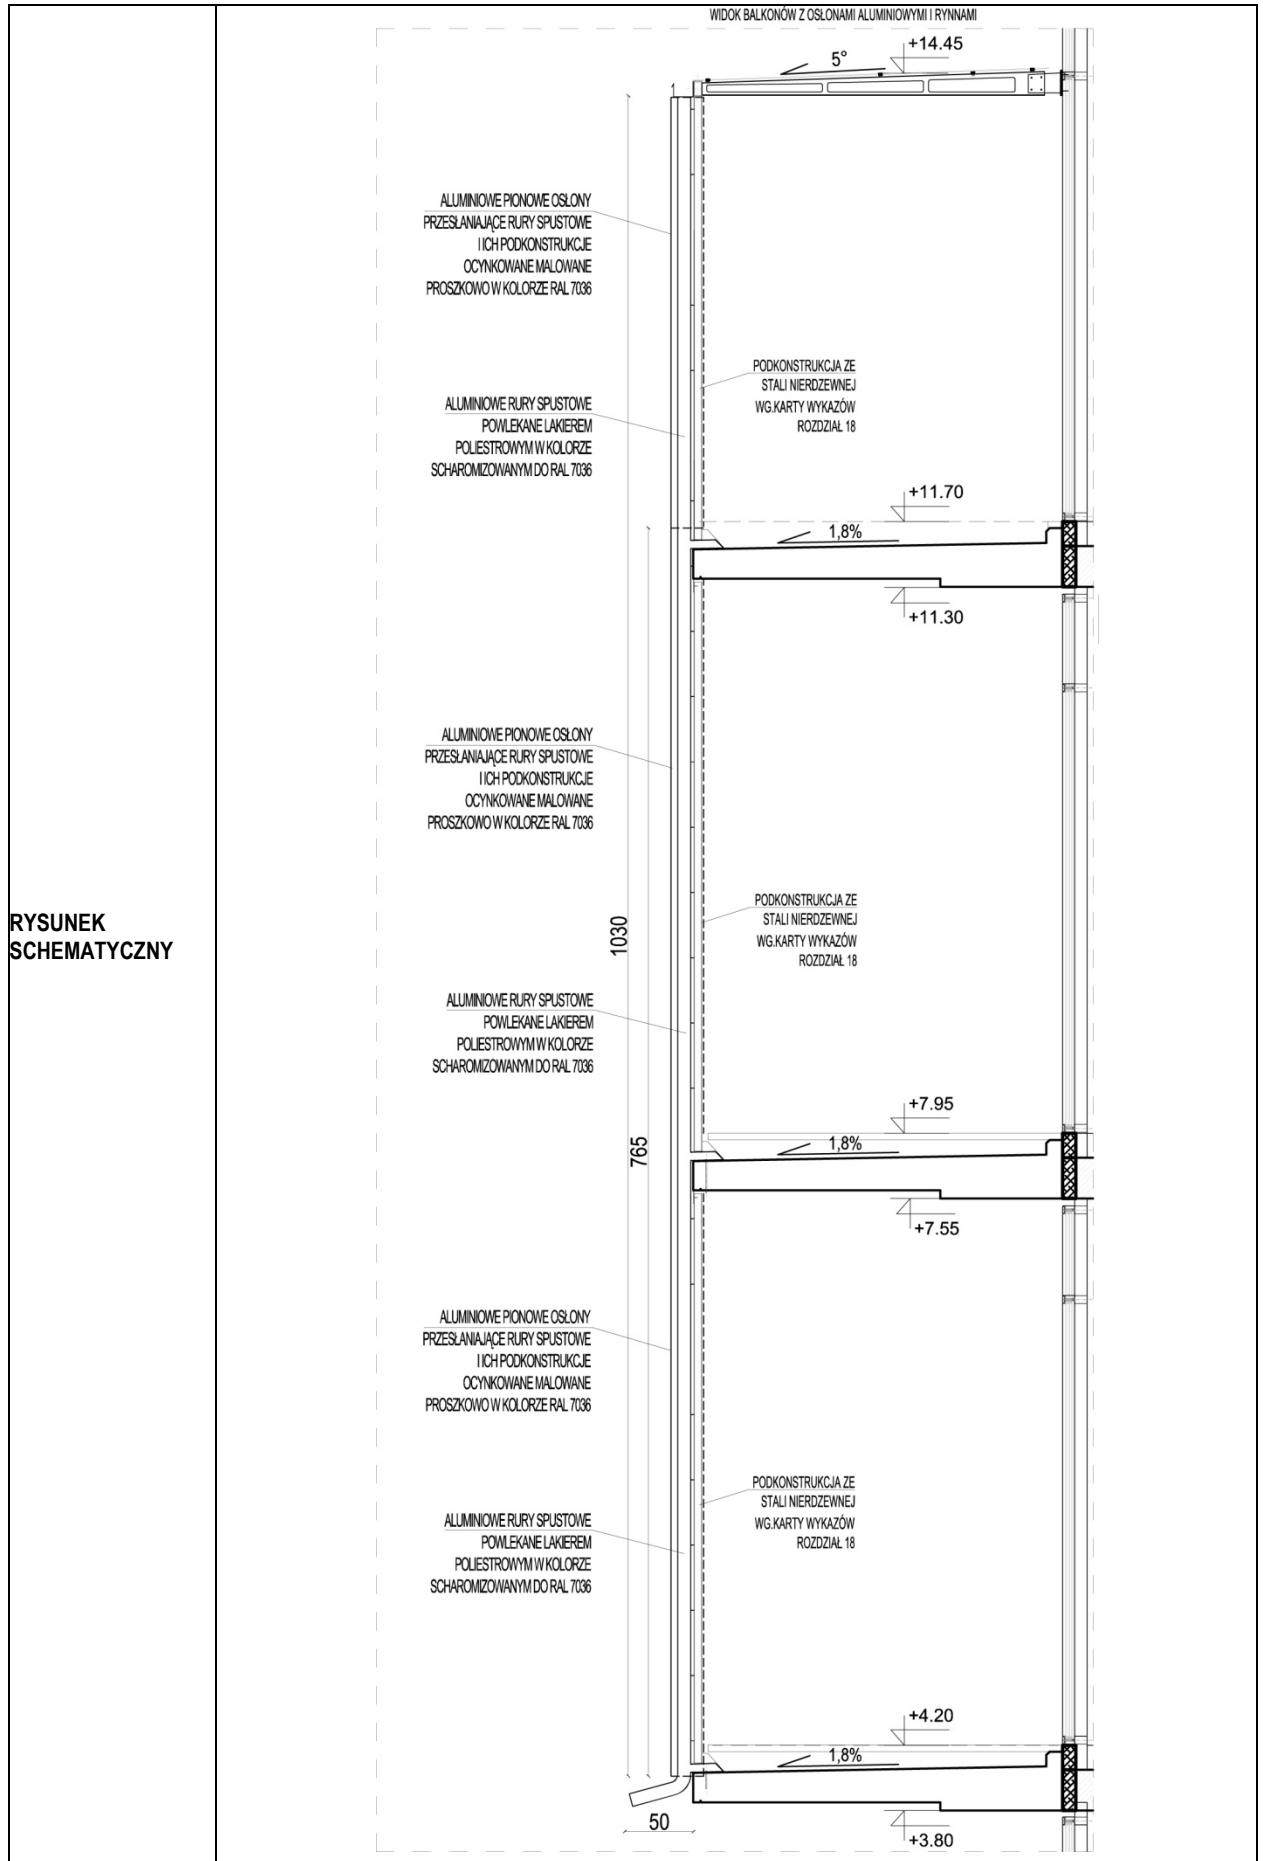 WIDOK BALKONÓW Z OSŁONAMI ALUMINIOWYMI I RYNNAMI
+14.45
5°
ALUMINIOWE PIONOWE OSŁONY
PRZESŁANIAJĄCE RURY SPUSTOWE
I ICH PODKONSTRUKCJE
OCYNKOWANE MALOWANE
PROSZKOWO W KOLORZE RAL 7036
PODKONSTRUKCJA ZE
STALI NIERDZEWNEJ
WG.KARTY WYKAZÓW
ROZDZIAŁ 18
ALUMINIOWE RURY SPUSTOWE
POWLEKANE LAKIEREM
POLIESTROWYM W KOLORZE
SCHAROMIZOWANYM DO RAL 7036
+11.70
1,8%
+11.30
ALUMINIOWE PIONOWE OSŁONY
PRZESŁANIAJĄCE RURY SPUSTOWE
I ICH PODKONSTRUKCJE
OCYNKOWANE MALOWANE
PROSZKOWO W KOLORZE RAL 7036
RYSUNEK
SCHEMATYCZNY
1030
PODKONSTRUKCJA ZE
STALI NIERDZEWNEJ
WG.KARTY WYKAZÓW
ROZDZIAŁ 18
ALUMINIOWE RURY SPUSTOWE
POWLEKANE LAKIEREM
POLIESTROWYM W KOLORZE
SCHAROMIZOWANYM DO RAL 7036
+7.95
765
1,8%
+7.55
ALUMINIOWE PIONOWE OSŁONY
PRZESŁANIAJĄCE RURY SPUSTOWE
I ICH PODKONSTRUKCJE
OCYNKOWANE MALOWANE
PROSZKOWO W KOLORZE RAL 7036
PODKONSTRUKCJA ZE
STALI NIERDZEWNEJ
WG.KARTY WYKAZÓW
ROZDZIAŁ 18
ALUMINIOWE RURY SPUSTOWE
POWLEKANE LAKIEREM
POLIESTROWYM W KOLORZE
SCHAROMIZOWANYM DO RAL 7036
+4.20
1,8%
50
+3.80